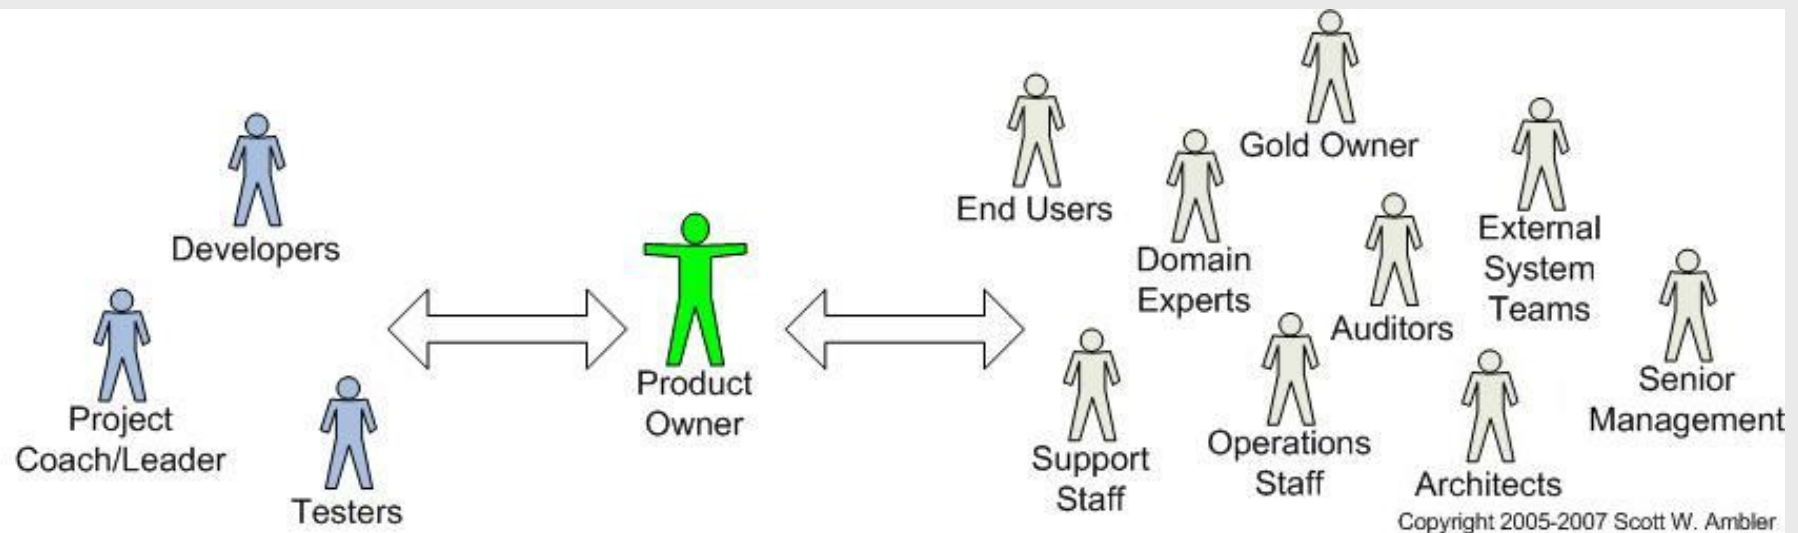 Developers
Project
Coach/Leader
Testers
Product
Owner
End Users
Gold Owner
Domain
Experts
Auditors
External
System
Teams
Senior
Management
Support
Staff
Operations
Staff
Architects
Copyright 2005-2007 Scott W. Ambler